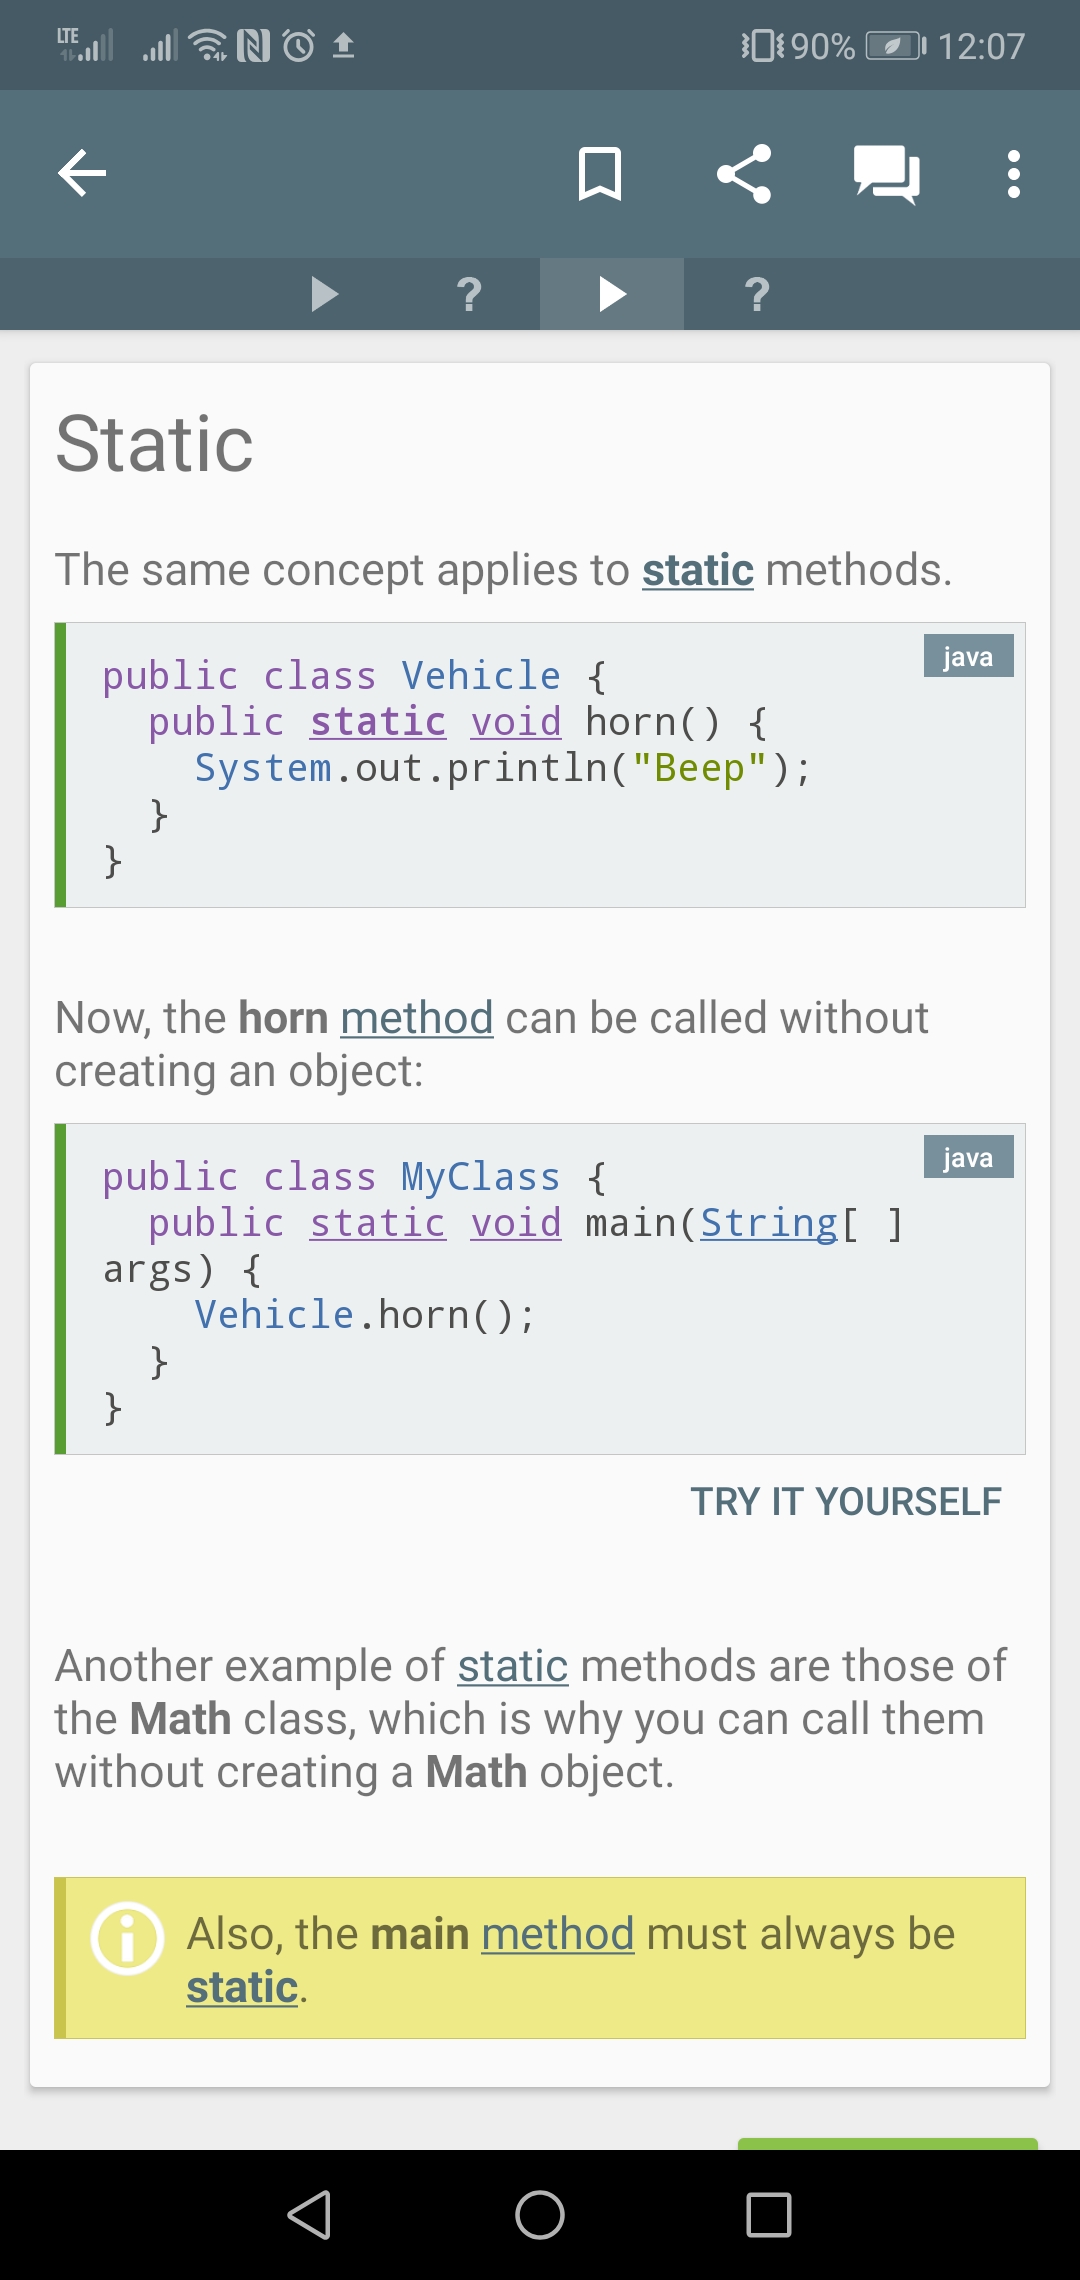 LTE 90% 12:07
? ?
Static
The same concept applies to static methods.
java
public class Vehicle {
  public static void horn() {
    System.out.println("Beep");
  }
}
Now, the horn method can be called without
creating an object:
java
public class MyClass {
  public static void main(String[ ]
args) {
    Vehicle.horn();
  }
}
TRY IT YOURSELF
Another example of static methods are those of
the Math class, which is why you can call them
without creating a Math object.
Also, the main method must always be
static.